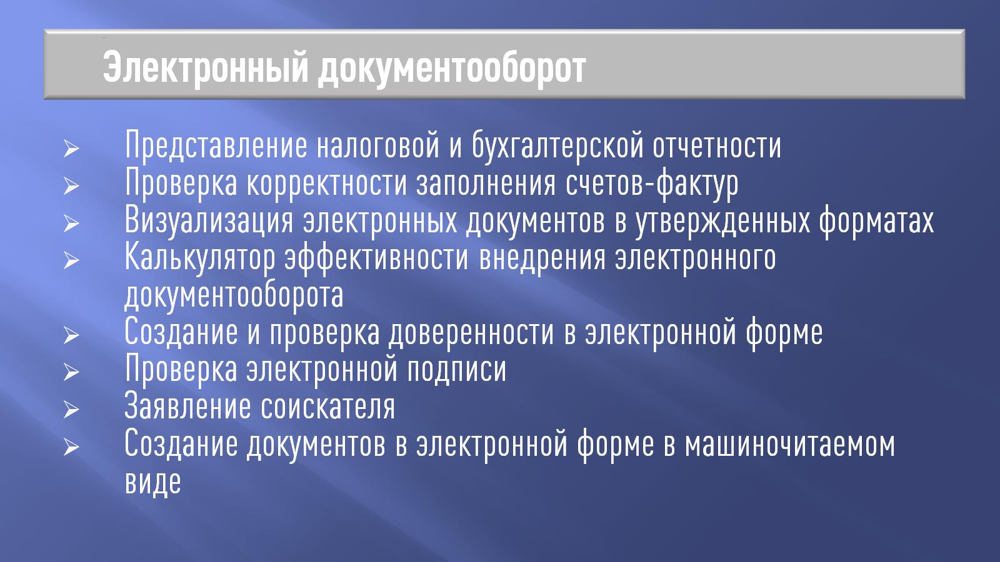 Электронный документооборот
Представление налоговой и бухгалтерской отчетности
Проверка корректности заполнения счетов-фактур
Визуализация электронных документов в утвержденных форматах
Калькулятор эффективности внедрения электронного
документооборота
Создание и проверка доверенности в электронной форме
Проверка электронной подписи
Заявление соискателя
Создание документов в электронной форме в машиночитаемом
виде